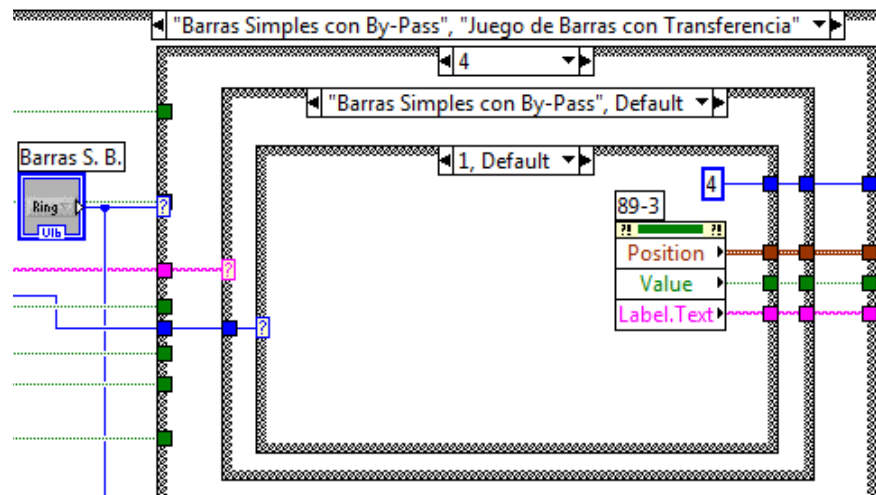 "Barras Simples con By-Pass", "Juego de Barras con Transferencia"
4
"Barras Simples con By-Pass", Default
Barras S. B.
1, Default
Ring
U16
?
4
89-3
?! ?!
Position
?
Value
Label.Text
?